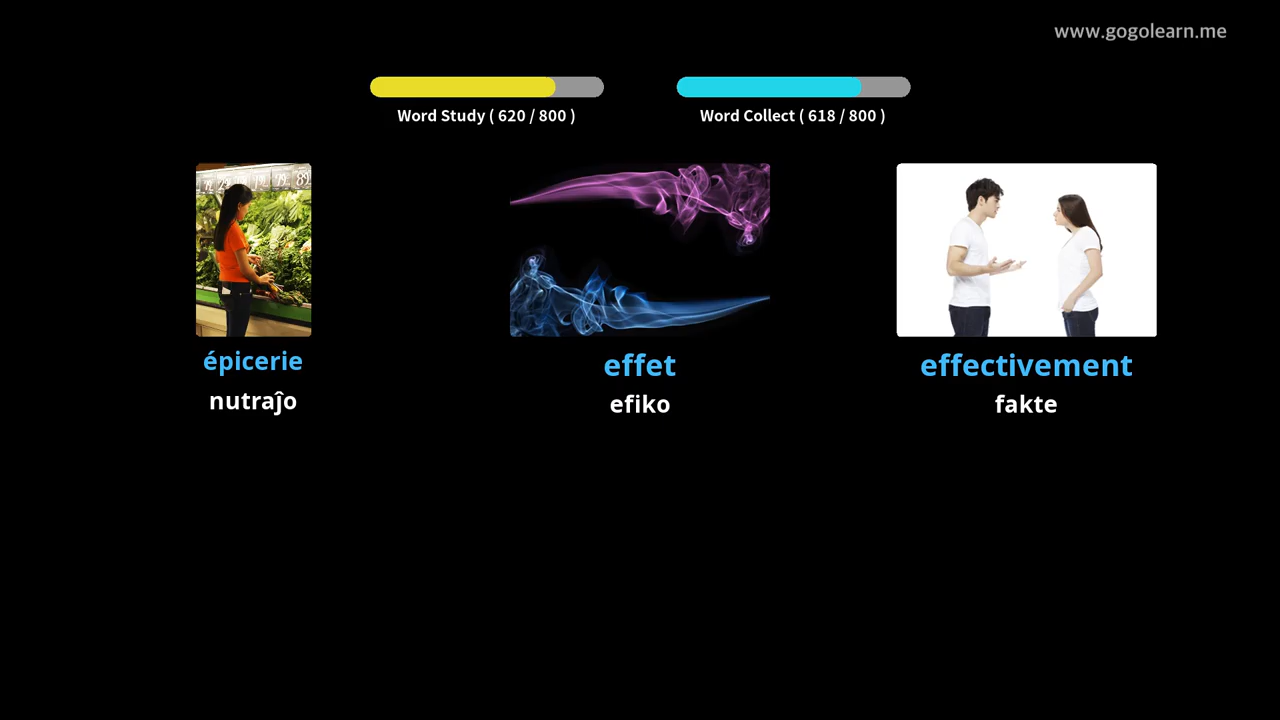 www.gogolearn.me
Word Study ( 620 / 800 )
Word Collect ( 618 / 800 )
épicerie
nutraĵo
effet
efiko
effectivement
fakte